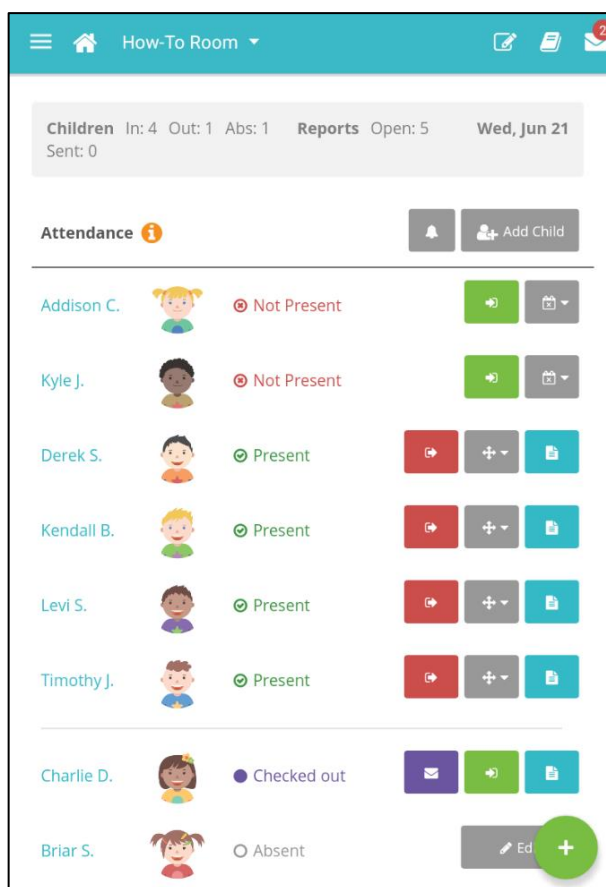 How-To Room
2
Children In: 4 Out: 1 Abs: 1 Reports Open: 5 Wed, Jun 21
Sent: 0
Attendance
Add Child
Addison C. Not Present
Kyle J. Not Present
Derek S. Present
Kendall B. Present
Levi S. Present
Timothy J. Present
Charlie D. Checked out
Briar S. Absent Ed